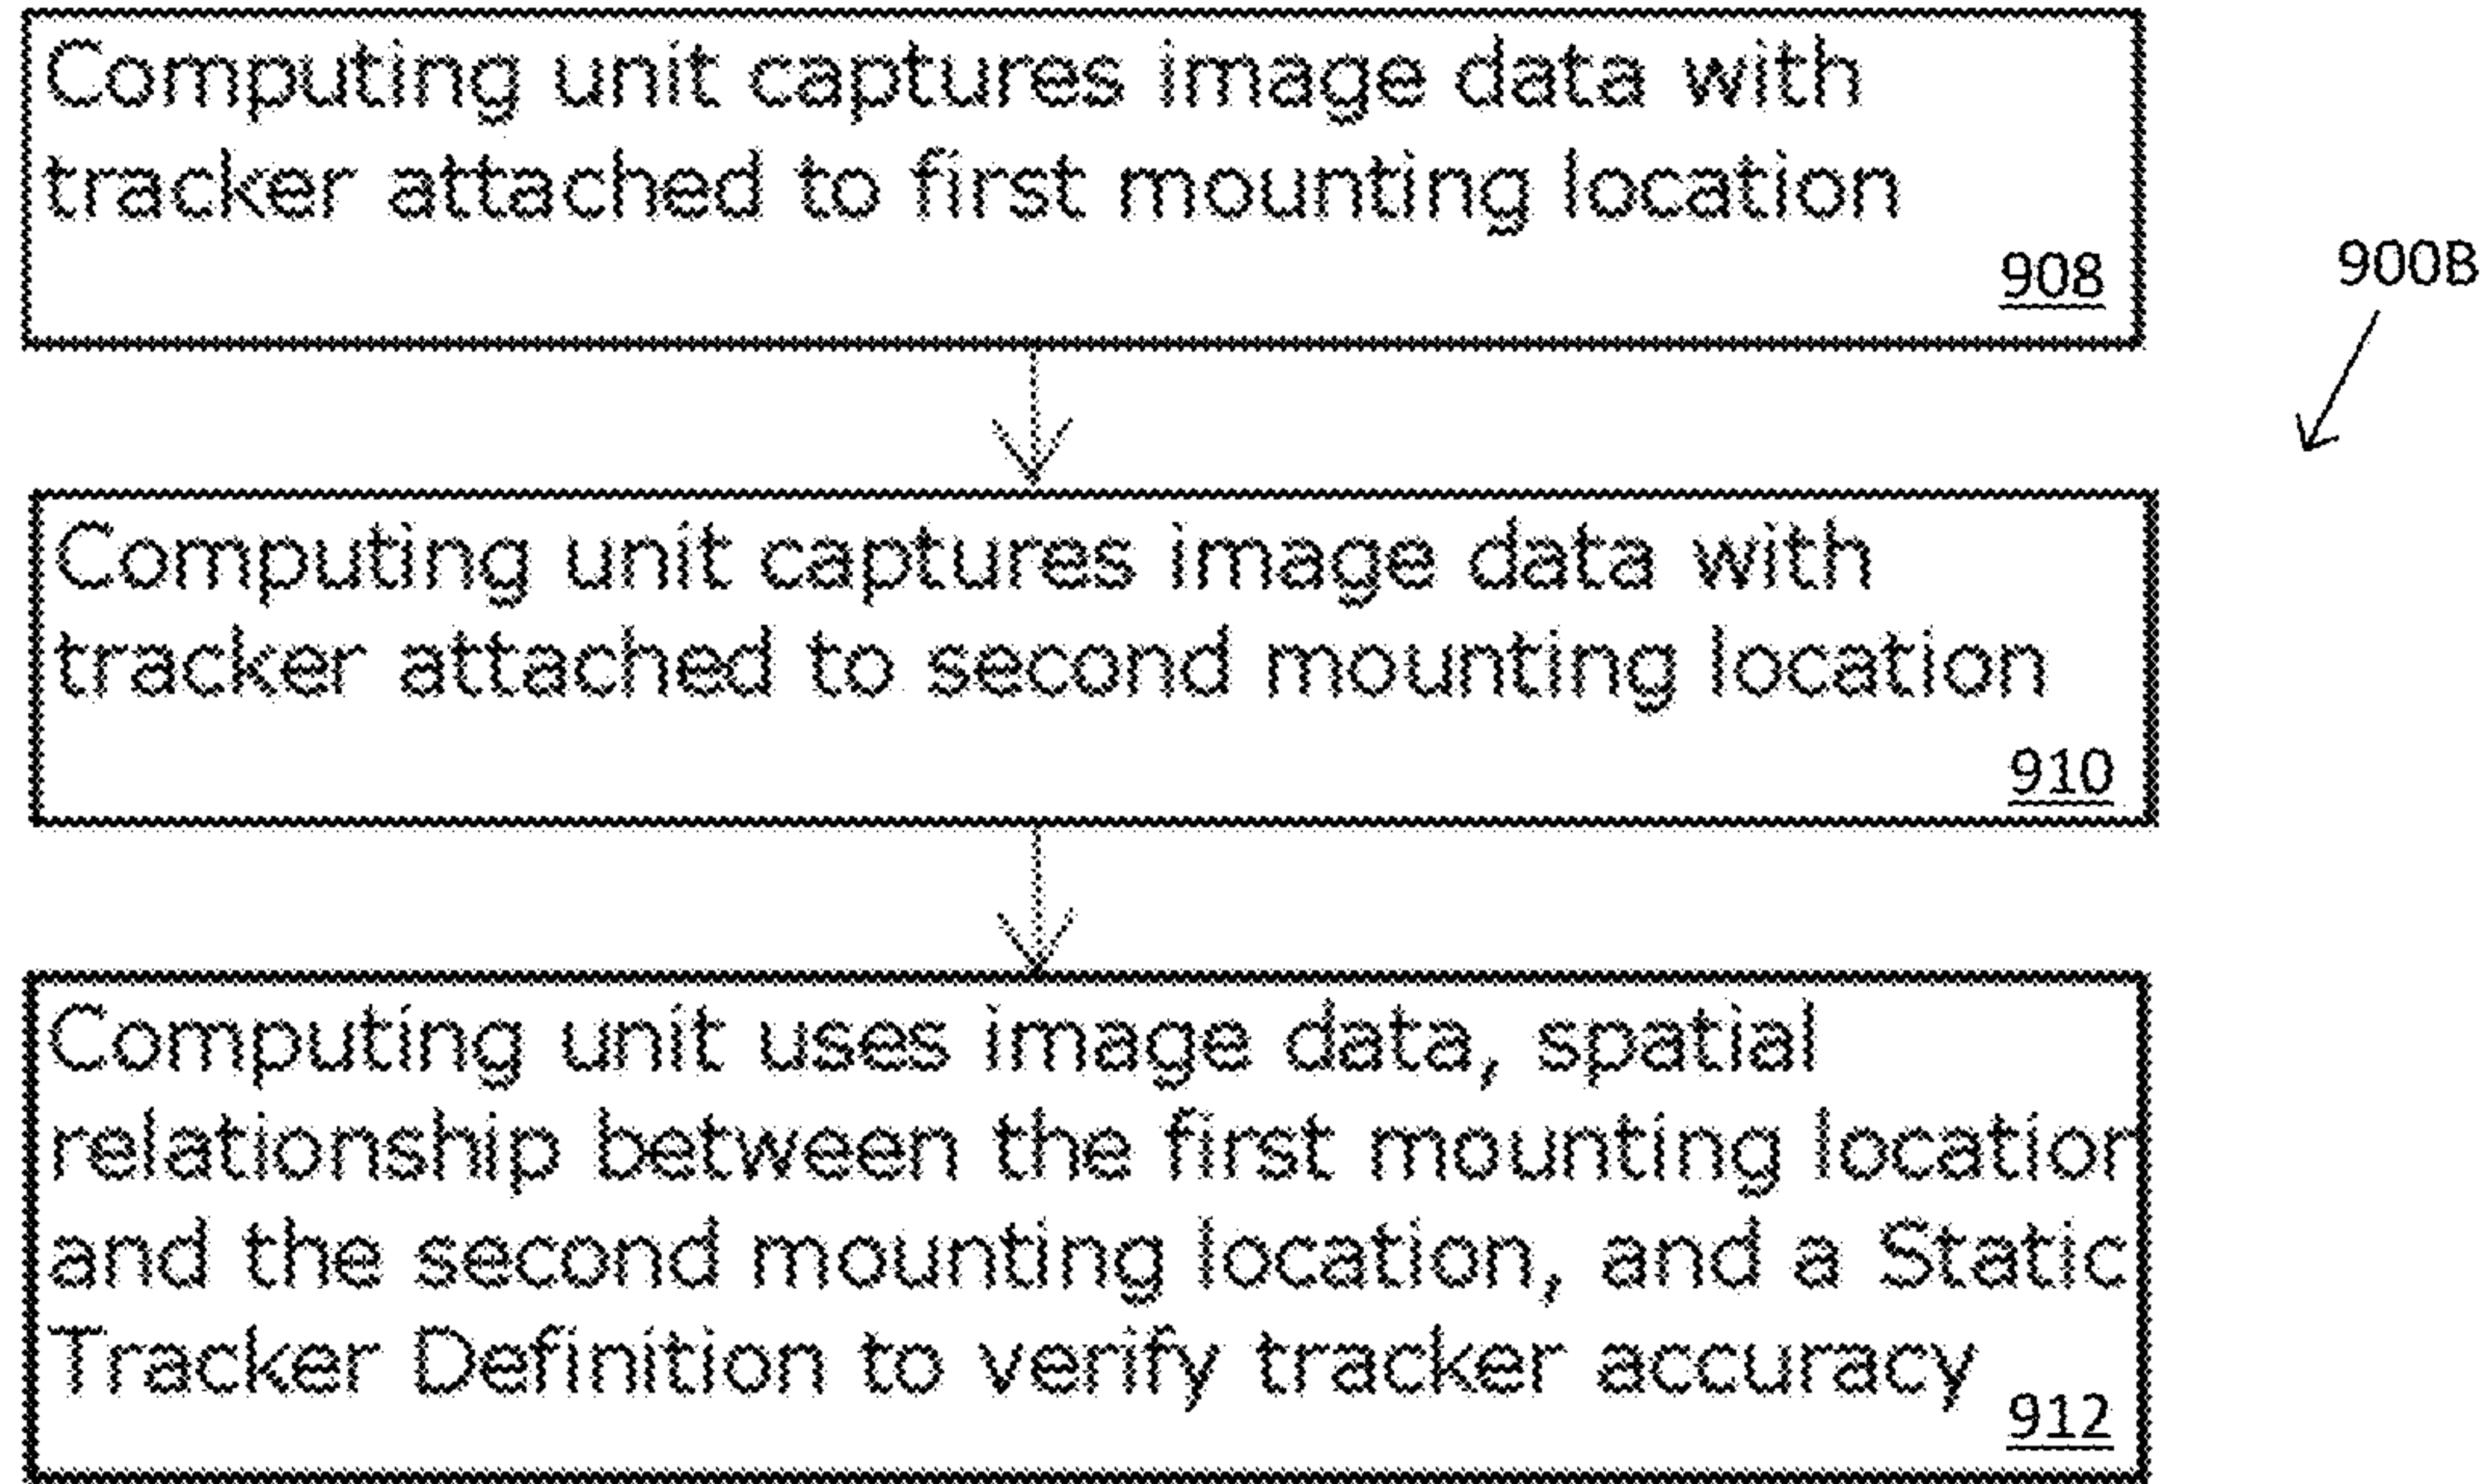 Computing unit captures image data with
tracker attached to first mounting location
908
900B
Computing unit captures image data with
tracker attached to second mounting location
910
Computing unit uses image data, spatial
relationship between the first mounting location
and the second mounting location, and a Static
Tracker Definition to verify tracker accuracy
912